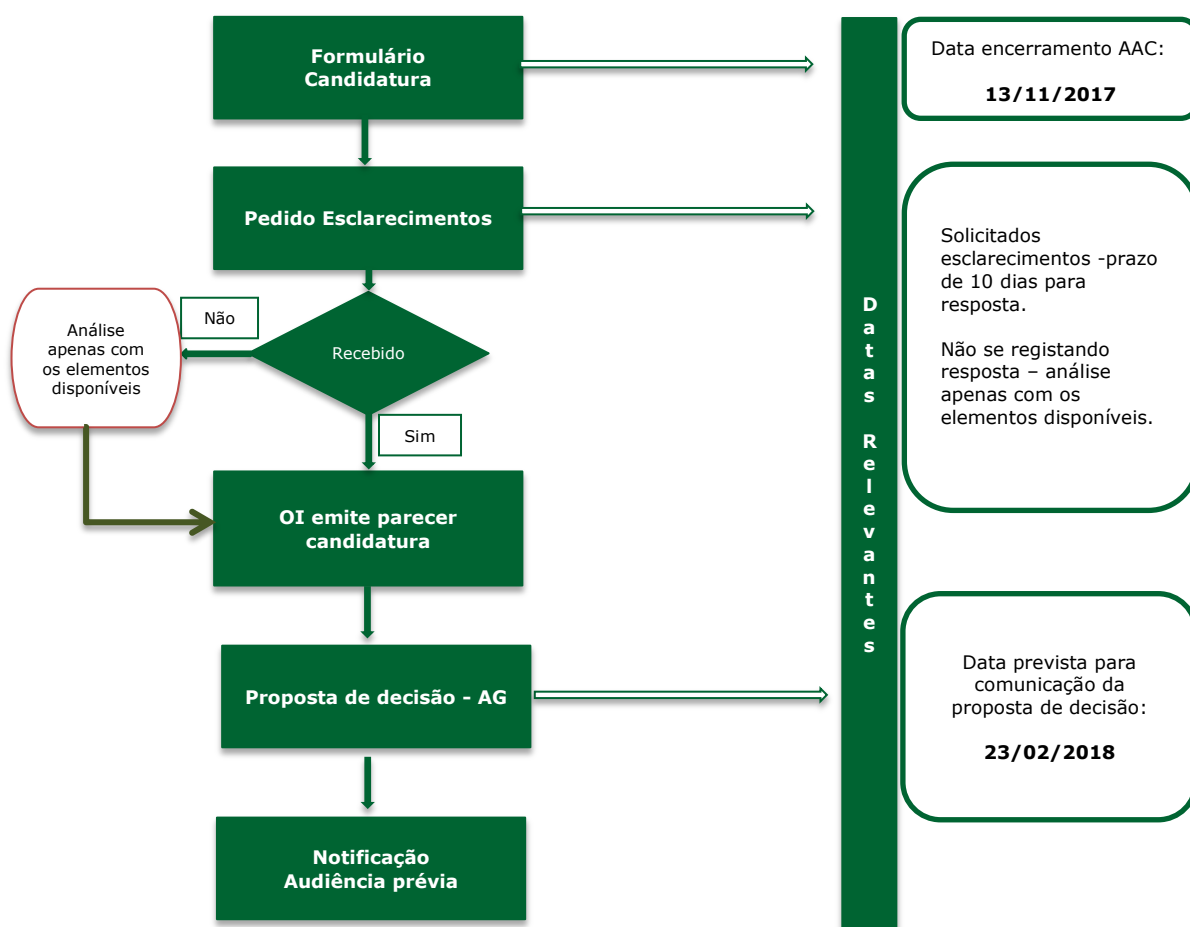 Formulário
Candidatura
Data encerramento AAC:
13/11/2017
Pedido Esclarecimentos
Solicitados
esclarecimentos -prazo
de 10 dias para
resposta.
Não se registando
resposta – análise
apenas com os
elementos disponíveis.
Não
Análise
apenas com
os elementos
disponíveis
Recebido
Sim
OI emite parecer
candidatura
Datas Relevantes
Proposta de decisão - AG
Data prevista para
comunicação da
proposta de decisão:
23/02/2018
Notificação
Audiência prévia